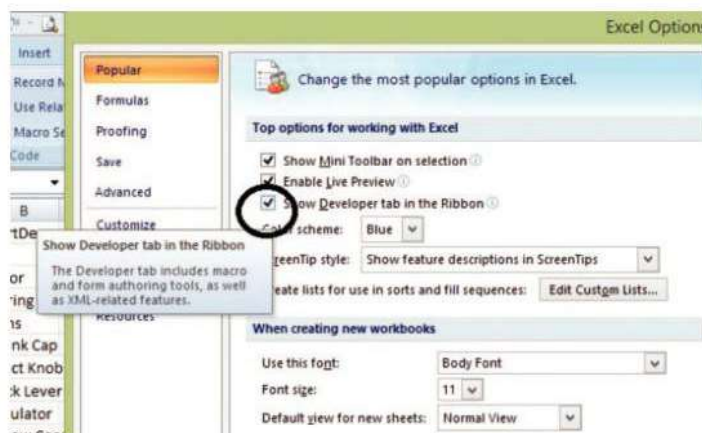 Excel Options
Insert
Record
Use Rela
Macro Se
Code
B
Popular
Formulas
Proofing
Save
Advanced
Customize
Resources
Change the most popular options in Excel.
Top options for working with Excel
Show Mini Toolbar on selection
Enable Live Preview
Show Developer tab in the Ribbon
Color scheme: Blue
ScreenTip style: Show feature descriptions in ScreenTips
Create lists for use in sorts and fill sequences: Edit Custom Lists...
When creating new workbooks
Use this font: Body Font
Font size: 11
Default view for new sheets: Normal View
Show Developer tab in the Ribbon
The Developer tab includes macro
and form authoring tools, as well
as XML-related features.
rtDe
or
ring
ns
nk Cap
ct Knob
k Lever
ulator